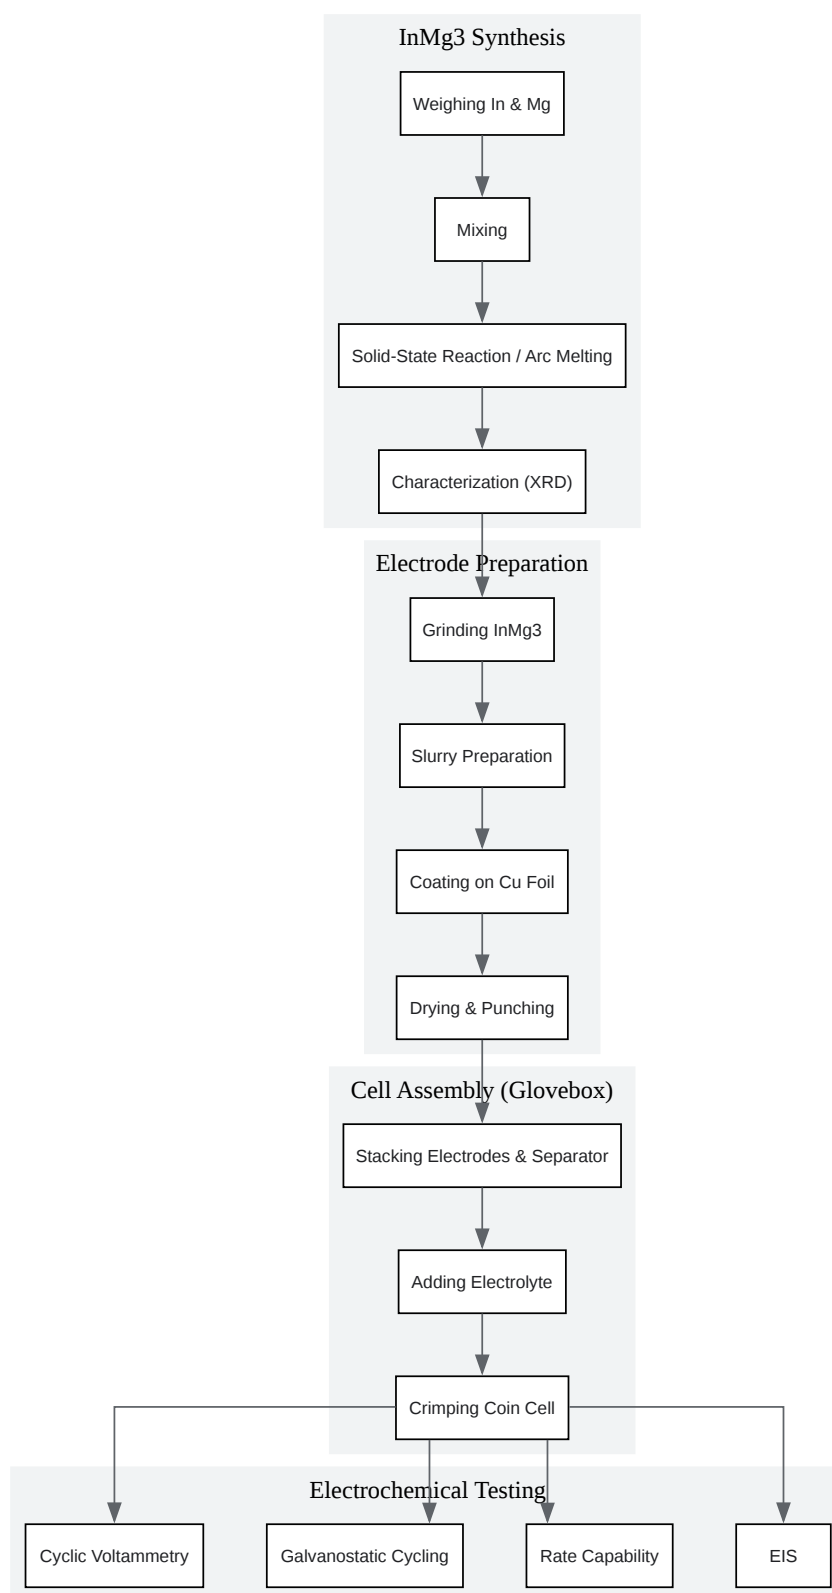 InMg3 Synthesis
Weighing In & Mg
Mixing
Solid-State Reaction / Arc Melting
Characterization (XRD)
Electrode Preparation
Grinding InMg3
Slurry Preparation
Coating on Cu Foil
Drying & Punching
Cell Assembly (Glovebox)
Stacking Electrodes & Separator
Adding Electrolyte
Crimping Coin Cell
Electrochemical Testing
Cyclic Voltammetry
Galvanostatic Cycling
Rate Capability
EIS